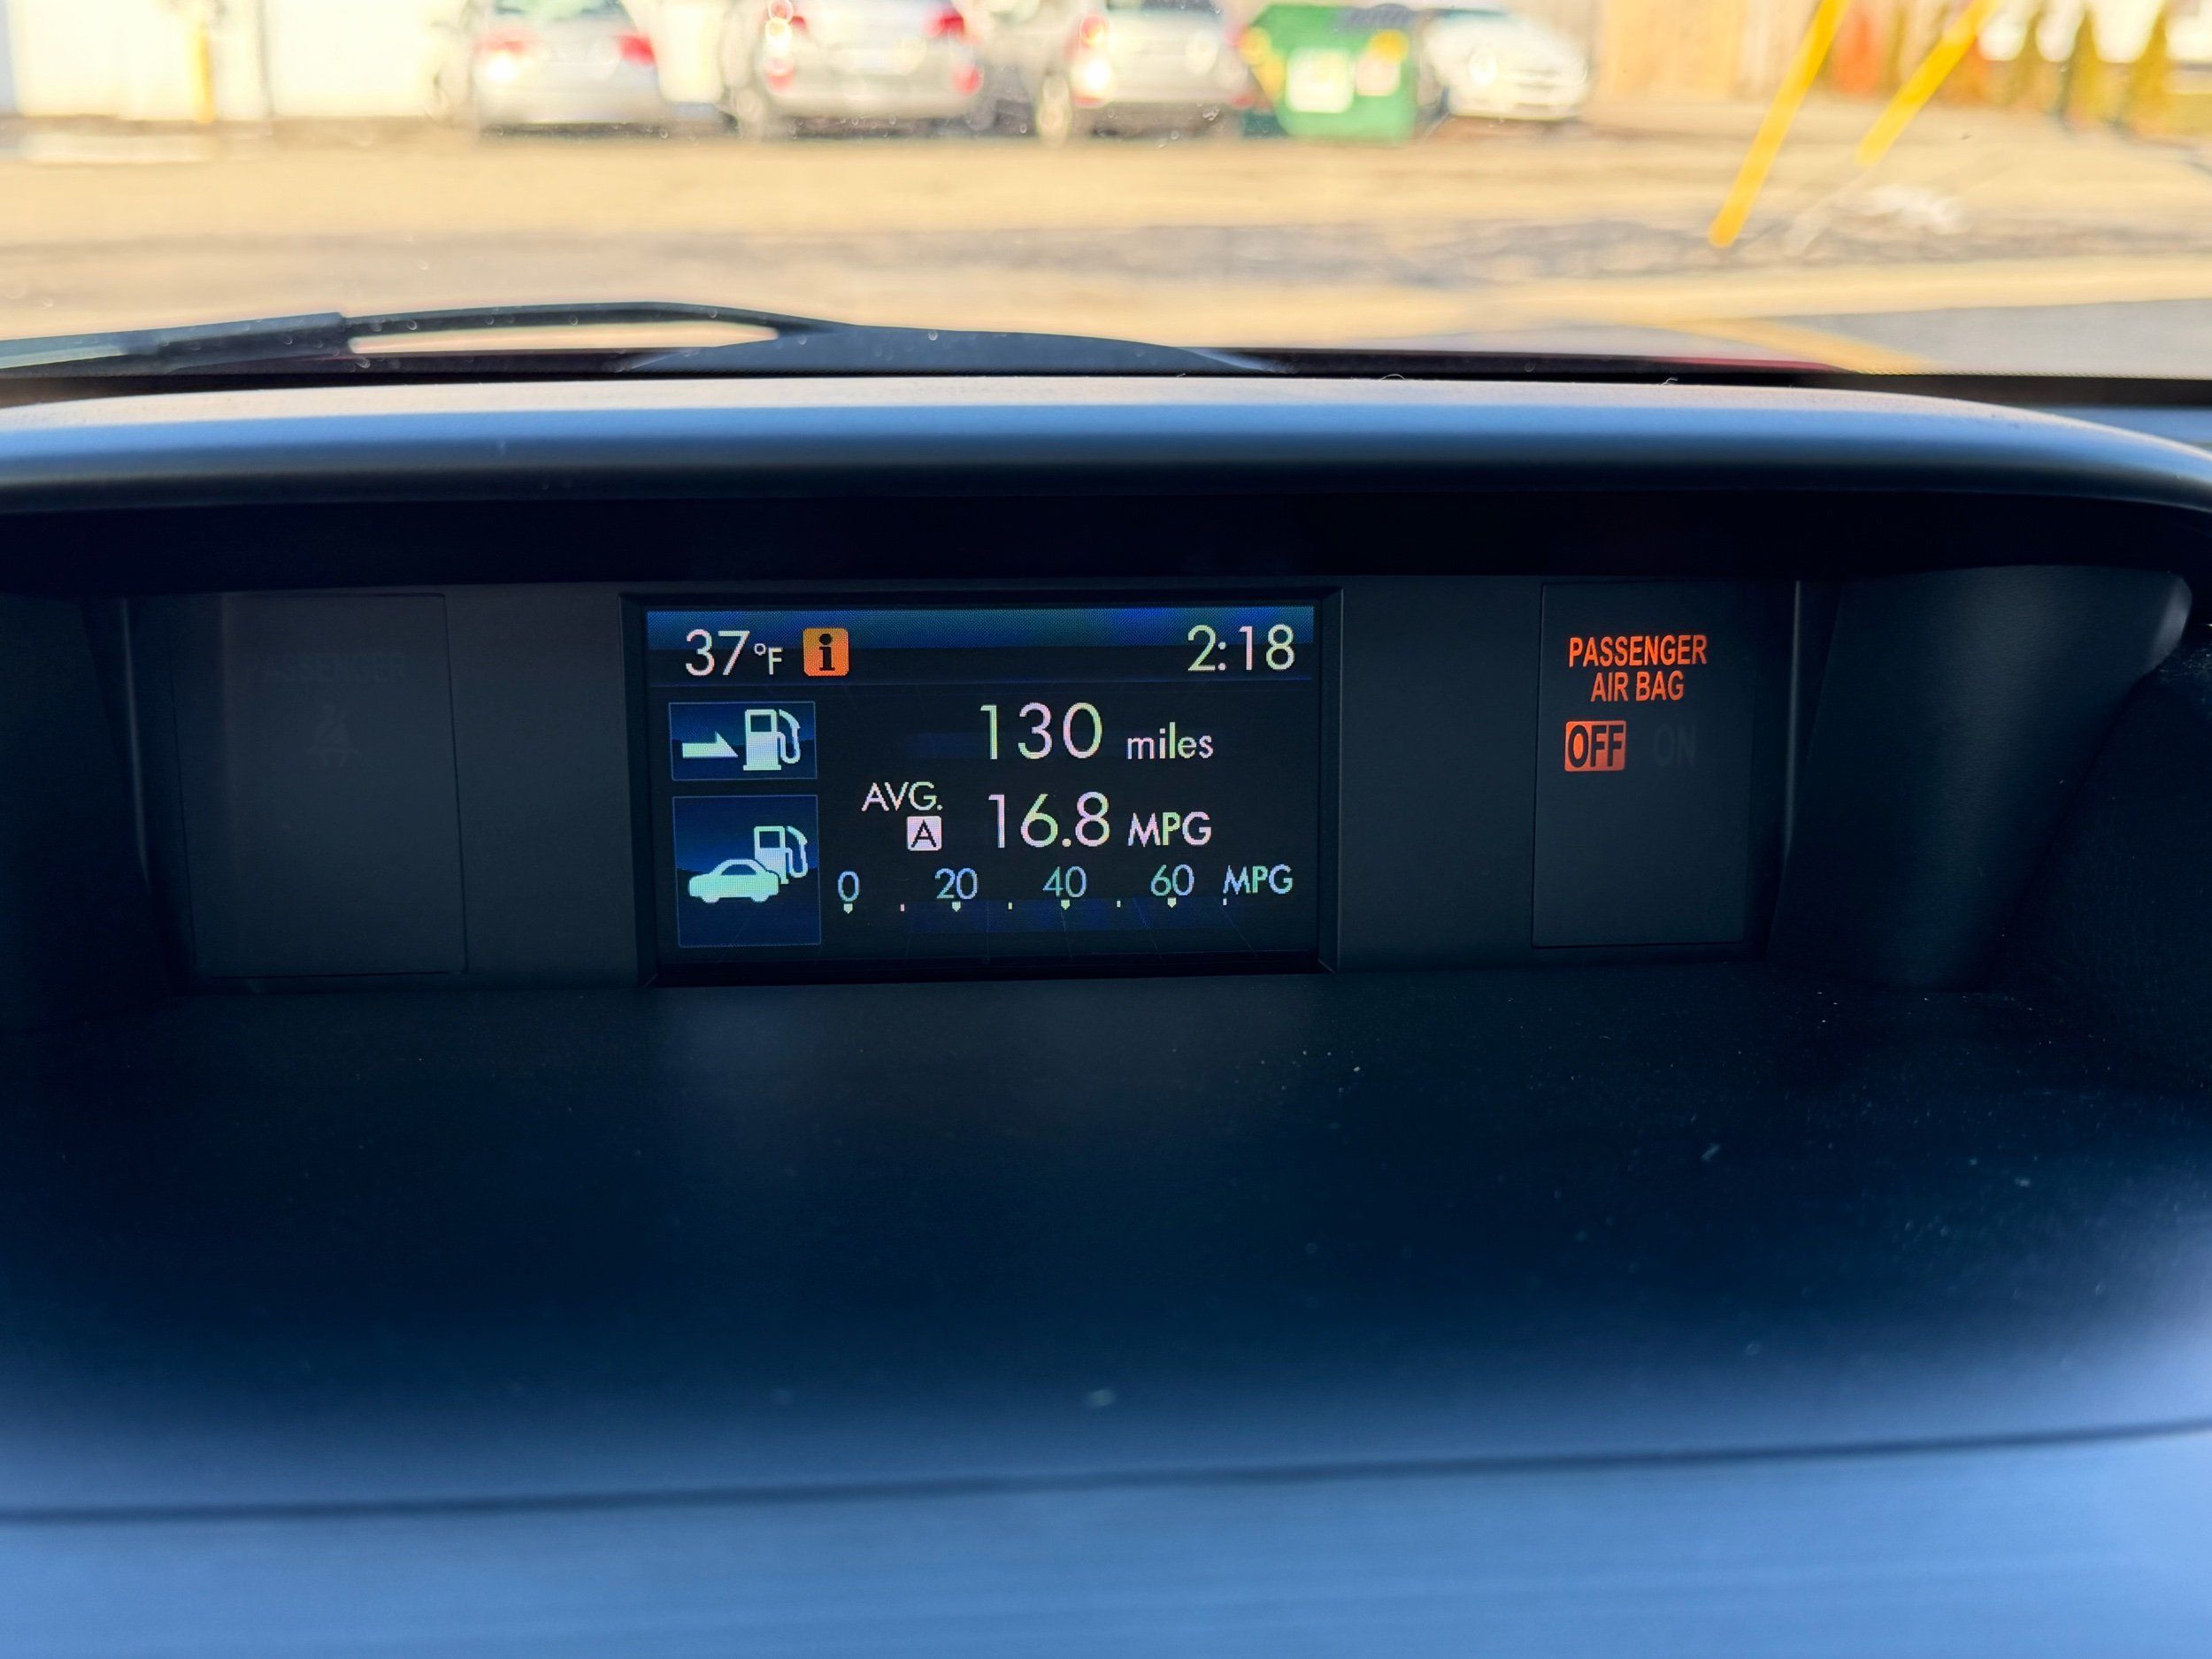 37°F i 2:18
130 miles
AVG.
A 16.8 MPG
0 20 40 60 MPG
PASSENGER
AIR BAG
OFF ON